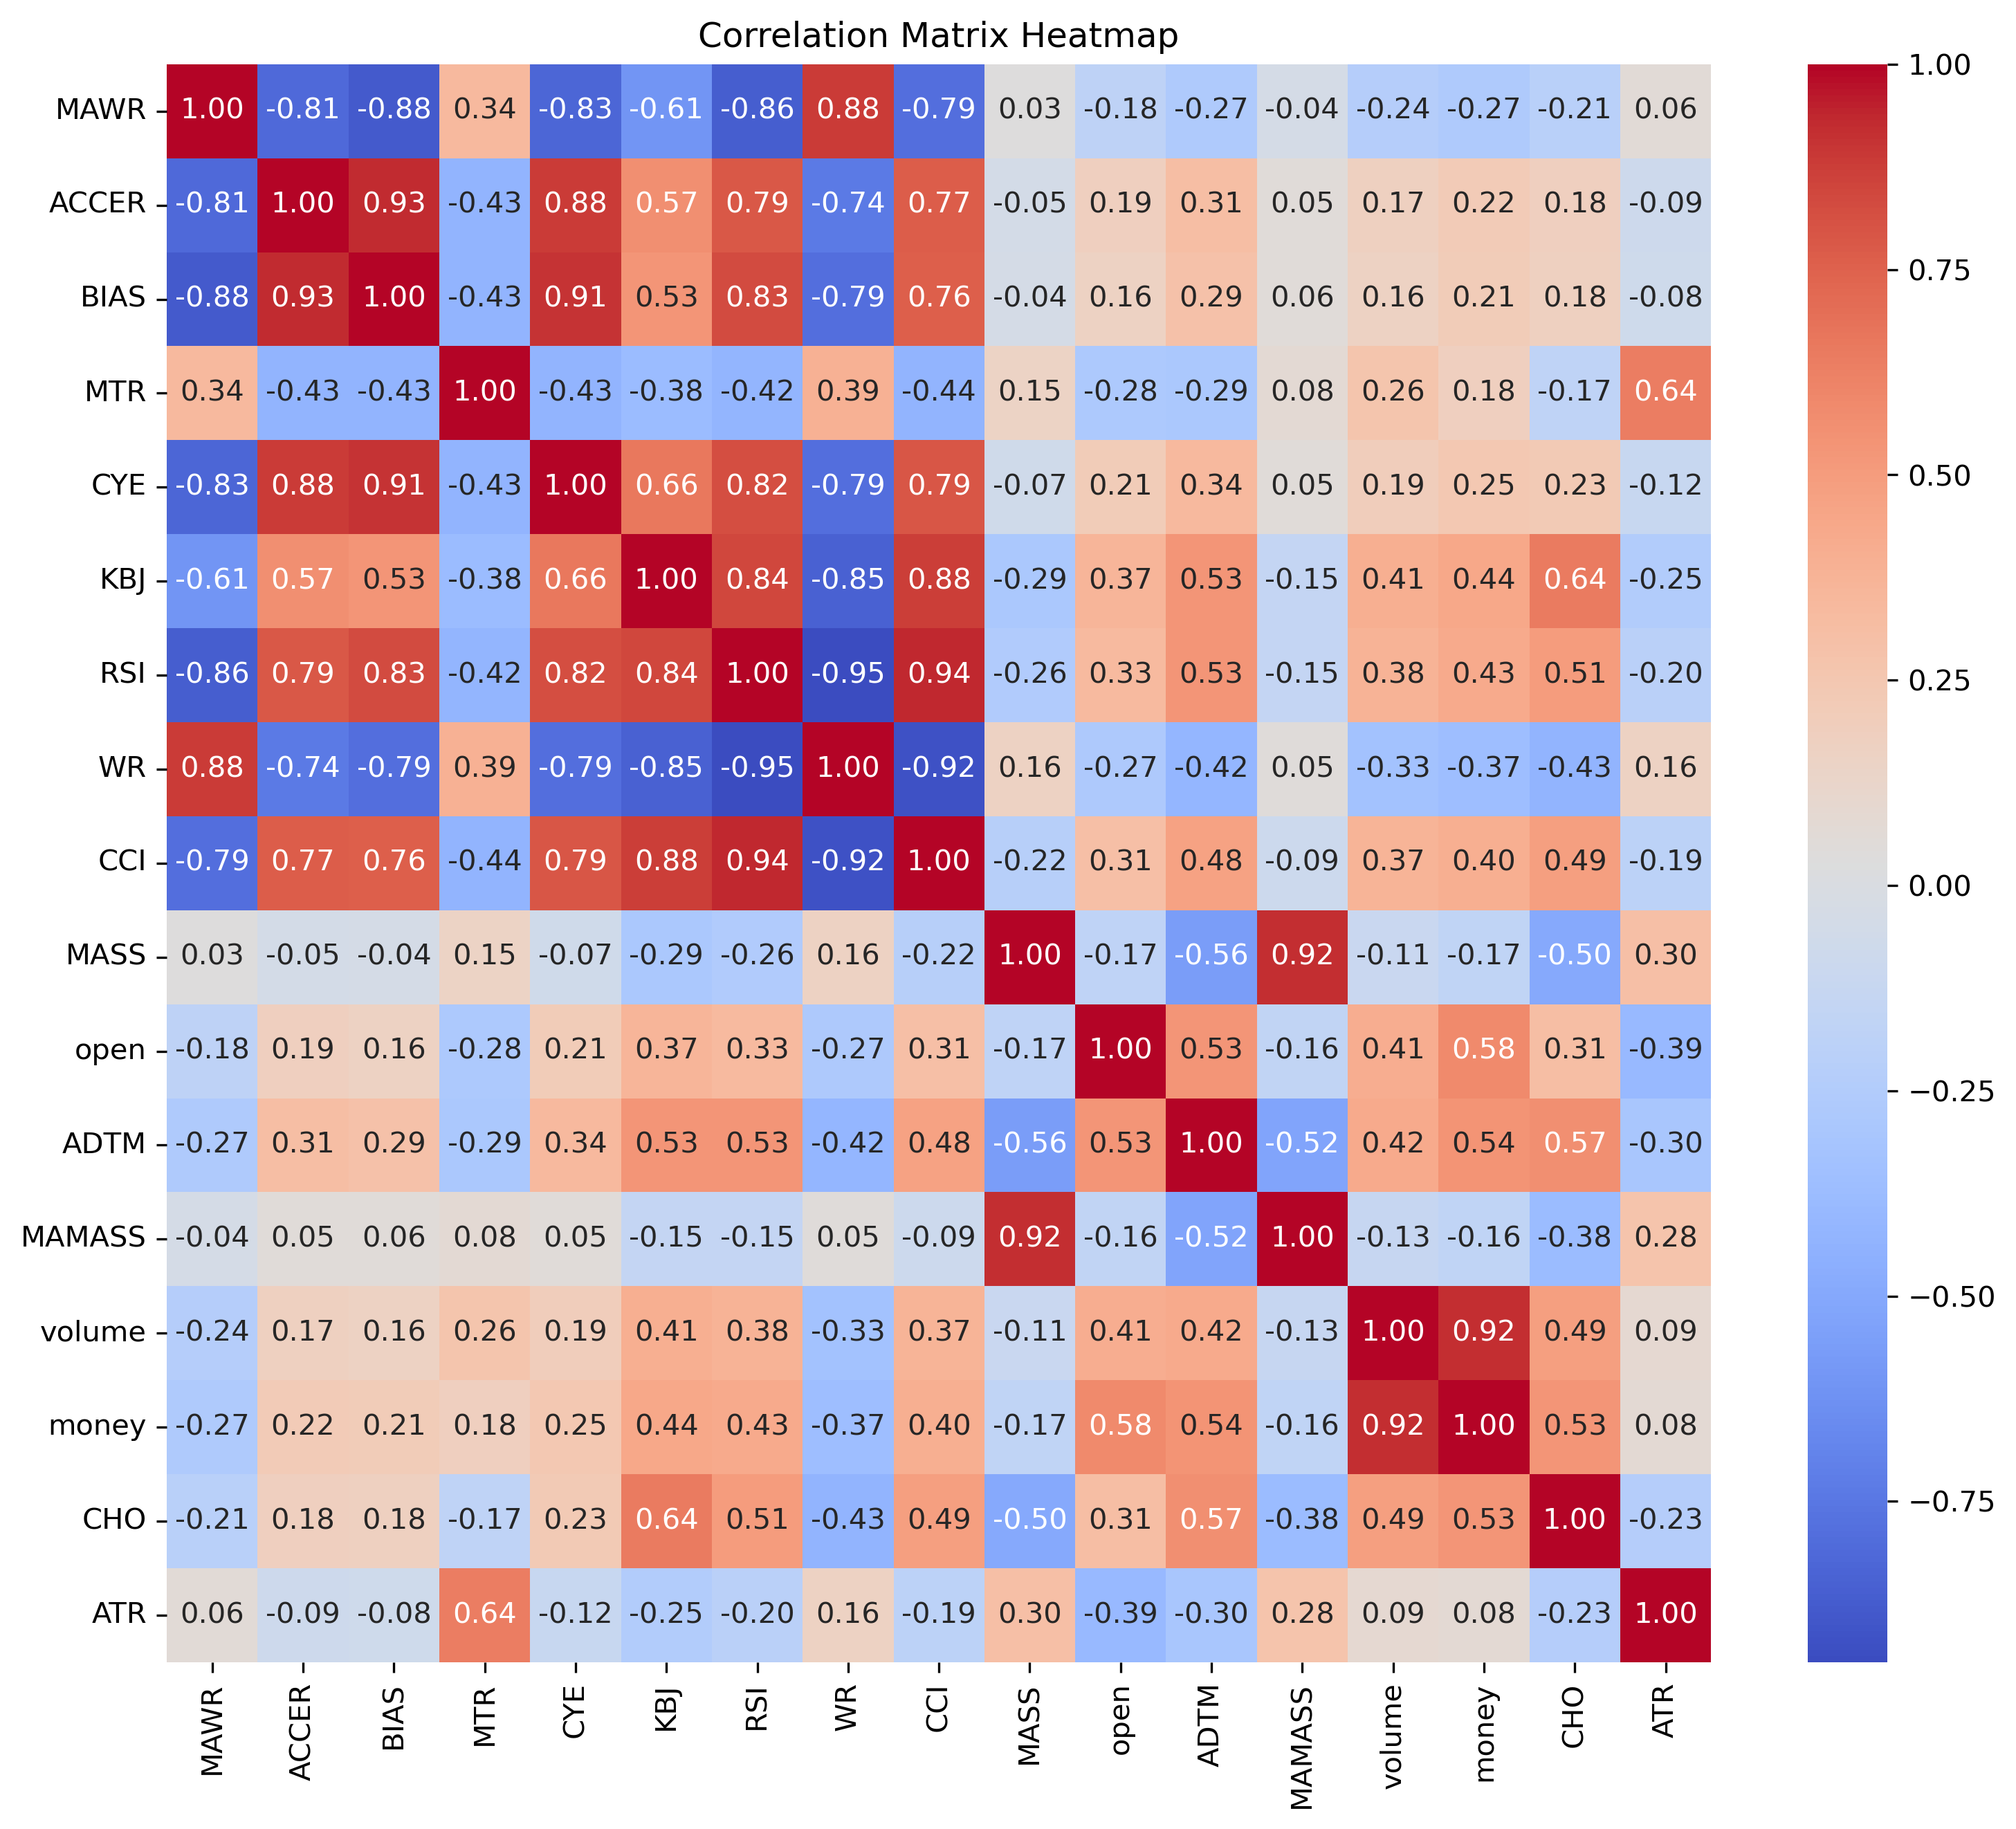 Correlation Matrix Heatmap
MAWR 1.00 -0.81 -0.88 0.34 -0.83 -0.61 -0.86 0.88 -0.79 0.03 -0.18 -0.27 -0.04 -0.24 -0.27 -0.21 0.06
ACCER -0.81 1.00 0.93 -0.43 0.88 0.57 0.79 -0.74 0.77 -0.05 0.19 0.31 0.05 0.17 0.22 0.18 -0.09
BIAS -0.88 0.93 1.00 -0.43 0.91 0.53 0.83 -0.79 0.76 -0.04 0.16 0.29 0.06 0.16 0.21 0.18 -0.08
MTR 0.34 -0.43 -0.43 1.00 -0.43 -0.38 -0.42 0.39 -0.44 0.15 -0.28 -0.29 0.08 0.26 0.18 -0.17 0.64
CYE -0.83 0.88 0.91 -0.43 1.00 0.66 0.82 -0.79 0.79 -0.07 0.21 0.34 0.05 0.19 0.25 0.23 -0.12
KBJ -0.61 0.57 0.53 -0.38 0.66 1.00 0.84 -0.85 0.88 -0.29 0.37 0.53 -0.15 0.41 0.44 0.64 -0.25
RSI -0.86 0.79 0.83 -0.42 0.82 0.84 1.00 -0.95 0.94 -0.26 0.33 0.53 -0.15 0.38 0.43 0.51 -0.20
WR 0.88 -0.74 -0.79 0.39 -0.79 -0.85 -0.95 1.00 -0.92 0.16 -0.27 -0.42 0.05 -0.33 -0.37 -0.43 0.16
CCI -0.79 0.77 0.76 -0.44 0.79 0.88 0.94 -0.92 1.00 -0.22 0.31 0.48 -0.09 0.37 0.40 0.49 -0.19
MASS 0.03 -0.05 -0.04 0.15 -0.07 -0.29 -0.26 0.16 -0.22 1.00 -0.17 -0.56 0.92 -0.11 -0.17 -0.50 0.30
open -0.18 0.19 0.16 -0.28 0.21 0.37 0.33 -0.27 0.31 -0.17 1.00 0.53 -0.16 0.41 0.58 0.31 -0.39
ADTM -0.27 0.31 0.29 -0.29 0.34 0.53 0.53 -0.42 0.48 -0.56 0.53 1.00 -0.52 0.42 0.54 0.57 -0.30
MAMASS -0.04 0.05 0.06 0.08 0.05 -0.15 -0.15 0.05 -0.09 0.92 -0.16 -0.52 1.00 -0.13 -0.16 -0.38 0.28
volume -0.24 0.17 0.16 0.26 0.19 0.41 0.38 -0.33 0.37 -0.11 0.41 0.42 -0.13 1.00 0.92 0.49 0.09
money -0.27 0.22 0.21 0.18 0.25 0.44 0.43 -0.37 0.40 -0.17 0.58 0.54 -0.16 0.92 1.00 0.53 0.08
CHO -0.21 0.18 0.18 -0.17 0.23 0.64 0.51 -0.43 0.49 -0.50 0.31 0.57 -0.38 0.49 0.53 1.00 -0.23
ATR 0.06 -0.09 -0.08 0.64 -0.12 -0.25 -0.20 0.16 -0.19 0.30 -0.39 -0.30 0.28 0.09 0.08 -0.23 1.00
MAWR ACCER BIAS MTR CYE KBJ RSI WR CCI MASS open ADTM MAMASS volume money CHO ATR
1.00
0.75
0.50
0.25
0.00
−0.25
−0.50
−0.75